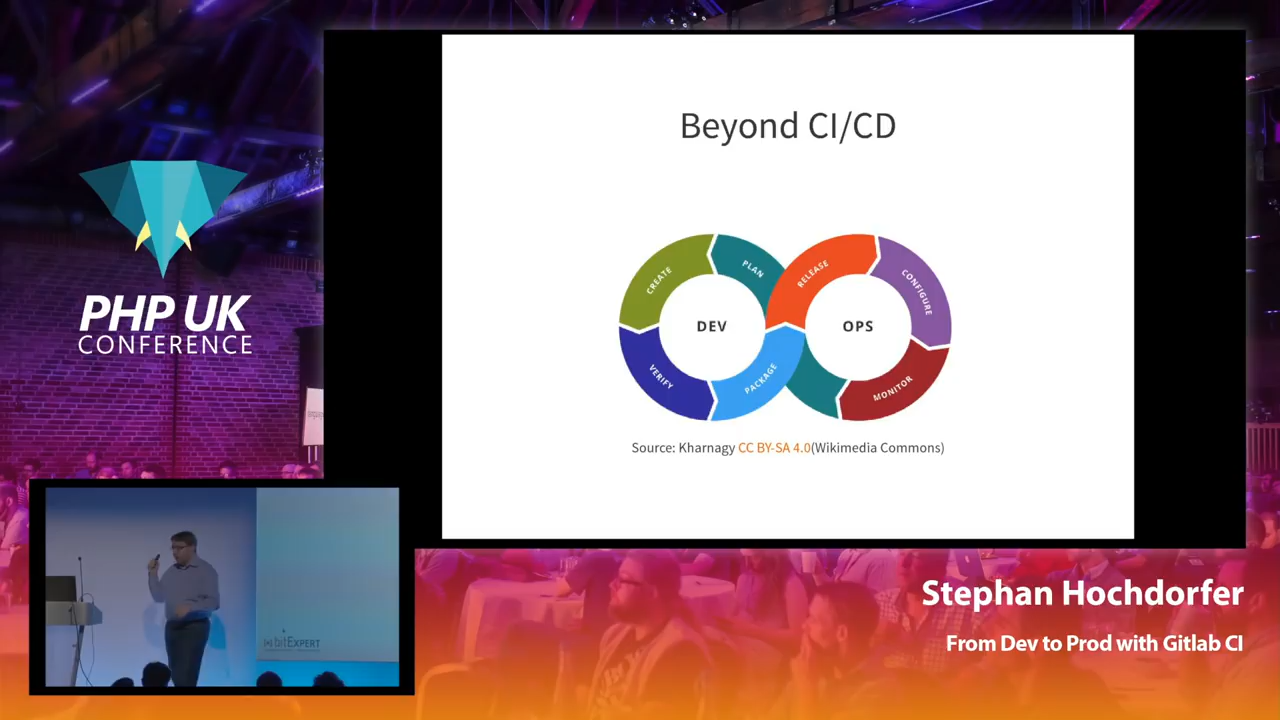 PHP UK
CONFERENCE
Beyond CI/CD
CREATE
PLAN
RELEASE
CONFIGURE
DEV
OPS
VERIFY
PACKAGE
MONITOR
Source: Kharnagy CC BY-SA 4.0(Wikimedia Commons)
bitExpert
Stephan Hochdorfer
From Dev to Prod with Gitlab CI